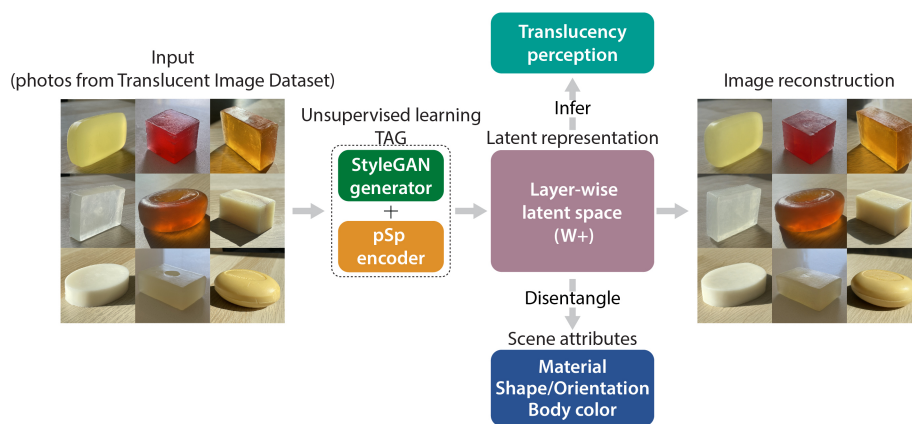 Input
(photos from Translucent Image Dataset)
Unsupervised learning
TAG
StyleGAN
generator
+
pSp
encoder
Translucency
perception
Infer
Latent representation
Layer-wise
latent space
(W+)
Disentangle
Scene attributes
Material
Shape/Orientation
Body color
Image reconstruction